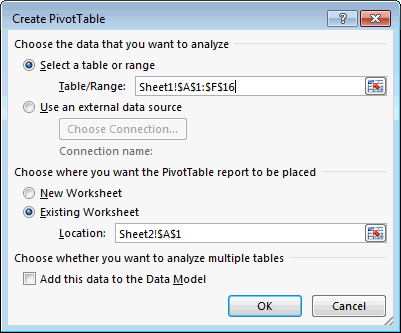 Create PivotTable
Choose the data that you want to analyze
Select a table or range
Table/Range: Sheet1!$A$1:$F$16
Use an external data source
Choose Connection...
Connection name:
Choose where you want the PivotTable report to be placed
New Worksheet
Existing Worksheet
Location: Sheet2!$A$1
Choose whether you want to analyze multiple tables
Add this data to the Data Model
OK Cancel